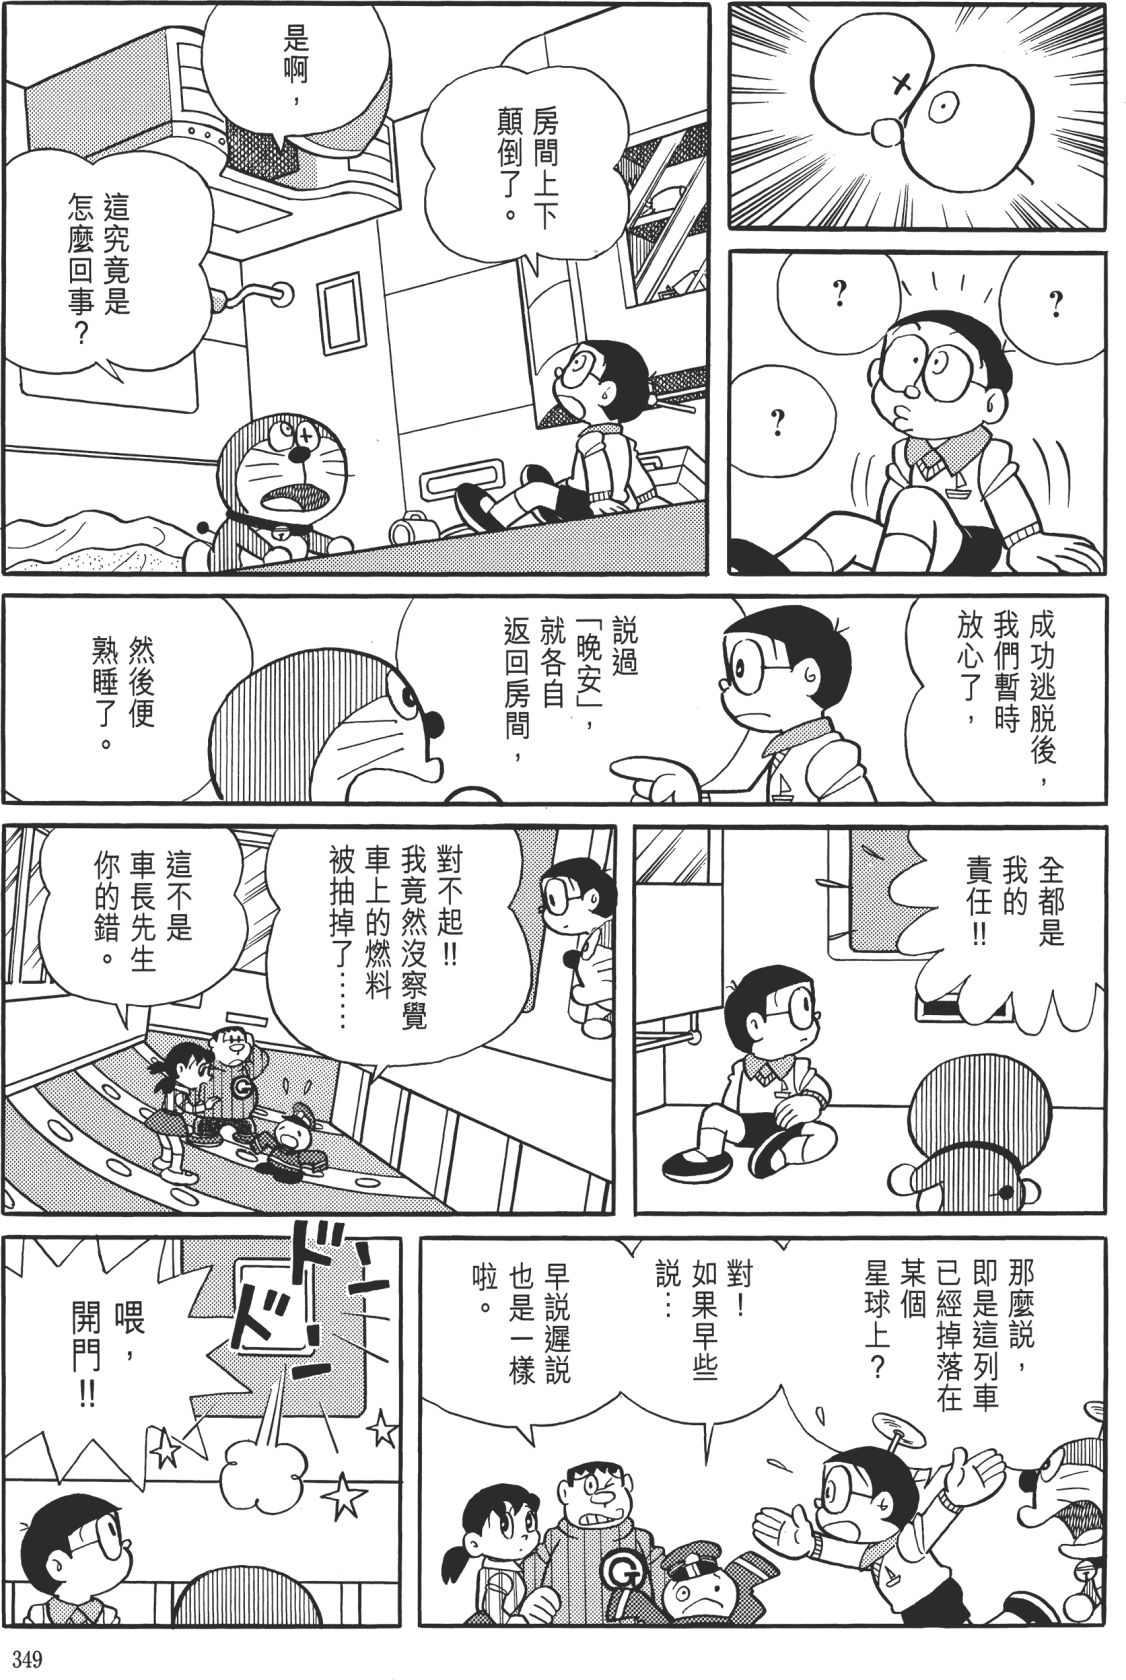 ?
?
?
房間上下
顛倒了。
是啊，
這究竟是
怎麼回事？
成功逃脫後，
我們暫時
放心了，
說過
「晚安」，
就各自
返回房間，
然後便
熟睡了。
全都是
我的
責任!!
對不起!!
我竟然沒察覺
車上的燃料
被抽掉了……
這不是
車長先生
你的錯。
G
那麼說，
即是這列車
已經掉落在
某個
星球上？
對！
如果早些
說…
早說遲說
也是一樣
啦。
G
ドン
ドン
喂，
開門!!
349